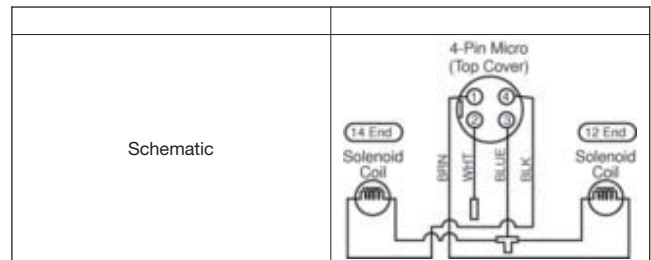 Schematic
4-Pin Micro
(Top Cover)
1 4
2 3
14 End
12 End
Solenoid
Coil
Solenoid
Coil
BRN
WHT
BLUE
BLK